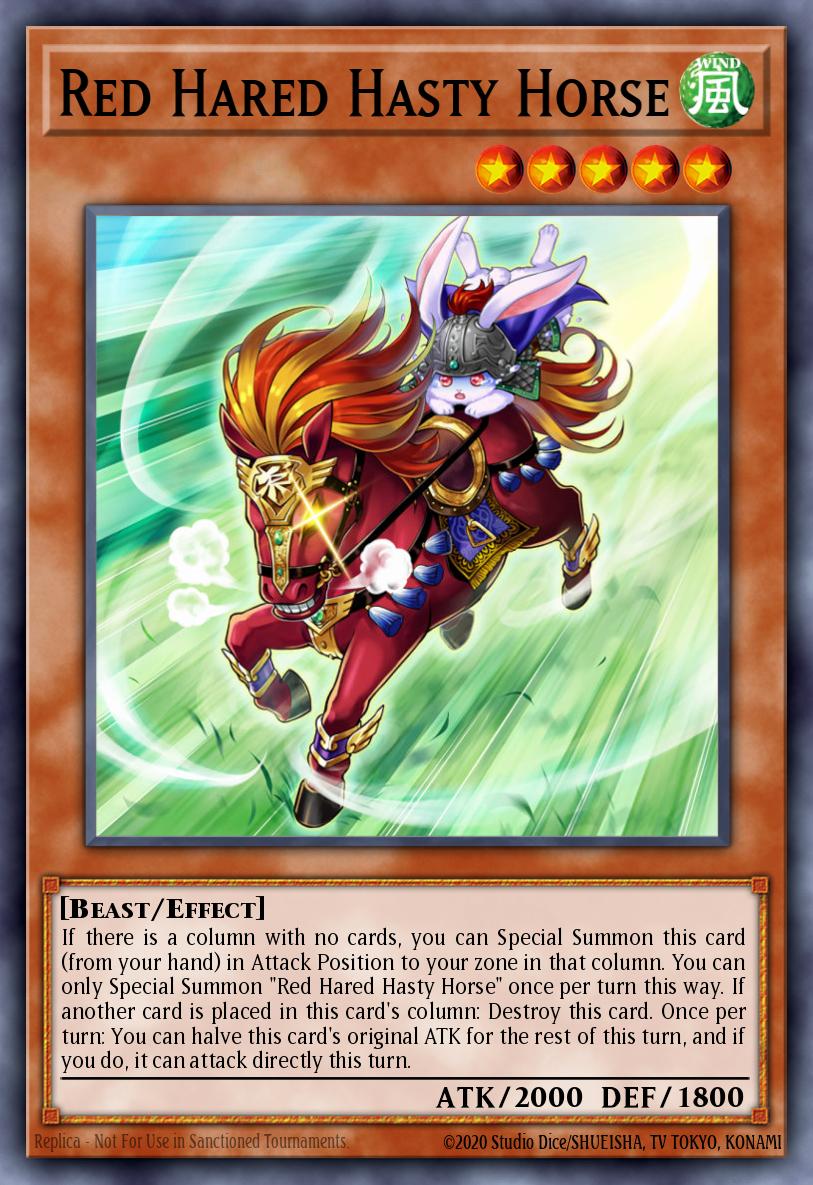 Red Hared Hasty Horse
WIND
風
[Beast/Effect]
If there is a column with no cards, you can Special Summon this card
(from your hand) in Attack Position to your zone in that column. You can
only Special Summon "Red Hared Hasty Horse" once per turn this way. If
another card is placed in this card's column: Destroy this card. Once per
turn: You can halve this card's original ATK for the rest of this turn, and if
you do, it can attack directly this turn.
ATK/2000 DEF/1800
Replica - Not For Use in Sanctioned Tournaments.
©2020 Studio Dice/SHUEISHA, TV TOKYO, KONAMI